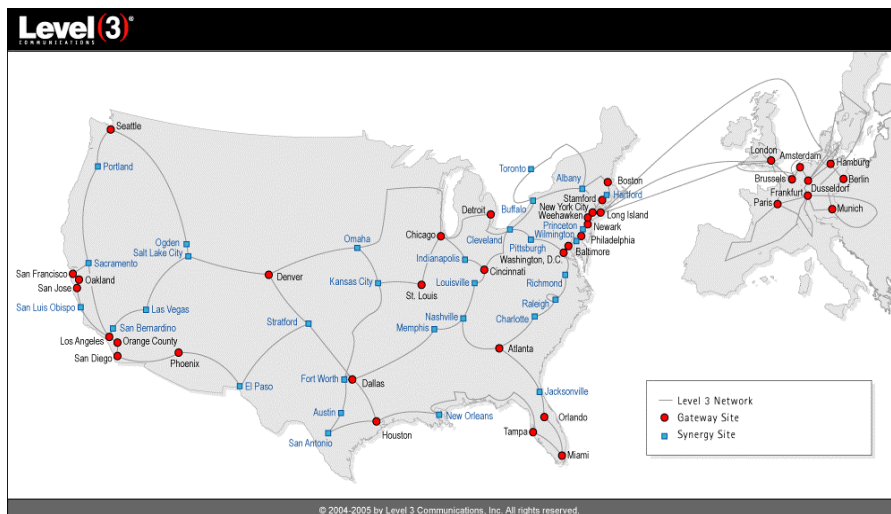 Level(3)®
COMMUNICATIONS
Seattle
Portland
Ogden
Salt Lake City
Sacramento
San Francisco
Oakland
San Jose
San Luis Obispo
Las Vegas
San Bernardino
Los Angeles
Orange County
San Diego
Phoenix
El Paso
Denver
Stratford
Omaha
Kansas City
St. Louis
Fort Worth
Dallas
Austin
San Antonio
Houston
New Orleans
Memphis
Nashville
Louisville
Indianapolis
Chicago
Detroit
Cincinnati
Cleveland
Pittsburgh
Buffalo
Toronto
Albany
Boston
Stamford
Hartford
New York City
Long Island
Weehawken
Newark
Princeton
Philadelphia
Wilmington
Baltimore
Washington, D.C.
Richmond
Raleigh
Charlotte
Atlanta
Jacksonville
Orlando
Tampa
Miami
London
Amsterdam
Hamburg
Brussels
Berlin
Frankfurt
Dusseldorf
Paris
Munich
Level 3 Network
Gateway Site
Synergy Site
© 2004-2005 by Level 3 Communications, Inc. All rights reserved.